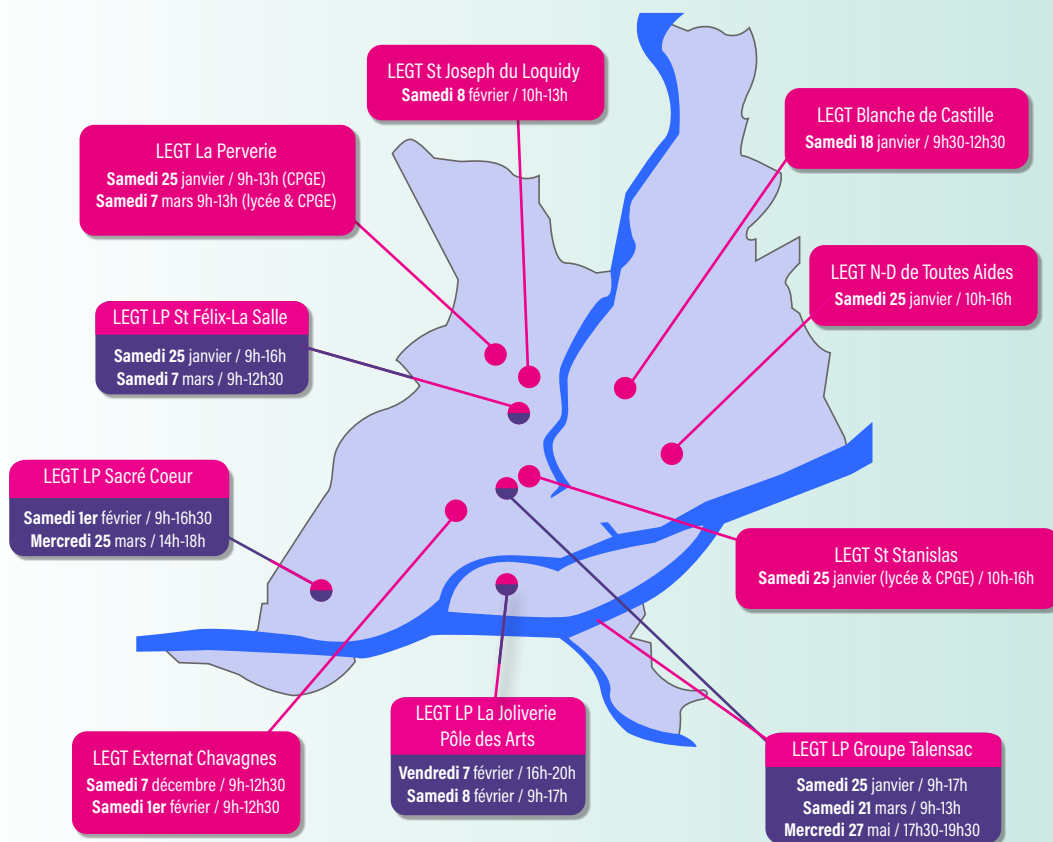 LEGT St Joseph du Loquidy
Samedi 8 février / 10h-13h
LEGT Blanche de Castille
Samedi 18 janvier / 9h30-12h30
LEGT La Perverie
Samedi 25 janvier / 9h-13h (CPGE)
Samedi 7 mars 9h-13h (lycée & CPGE)
LEGT N-D de Toutes Aides
Samedi 25 janvier / 10h-16h
LEGT LP St Félix-La Salle
Samedi 25 janvier / 9h-16h
Samedi 7 mars / 9h-12h30
LEGT LP Sacré Coeur
Samedi 1er février / 9h-16h30
Mercredi 25 mars / 14h-18h
LEGT St Stanislas
Samedi 25 janvier (lycée & CPGE) / 10h-16h
LEGT LP La Joliverie
Pôle des Arts
Vendredi 7 février / 16h-20h
Samedi 8 février / 9h-17h
LEGT Externat Chavagnes
Samedi 7 décembre / 9h-12h30
Samedi 1er février / 9h-12h30
LEGT LP Groupe Talensac
Samedi 25 janvier / 9h-17h
Samedi 21 mars / 9h-13h
Mercredi 27 mai / 17h30-19h30